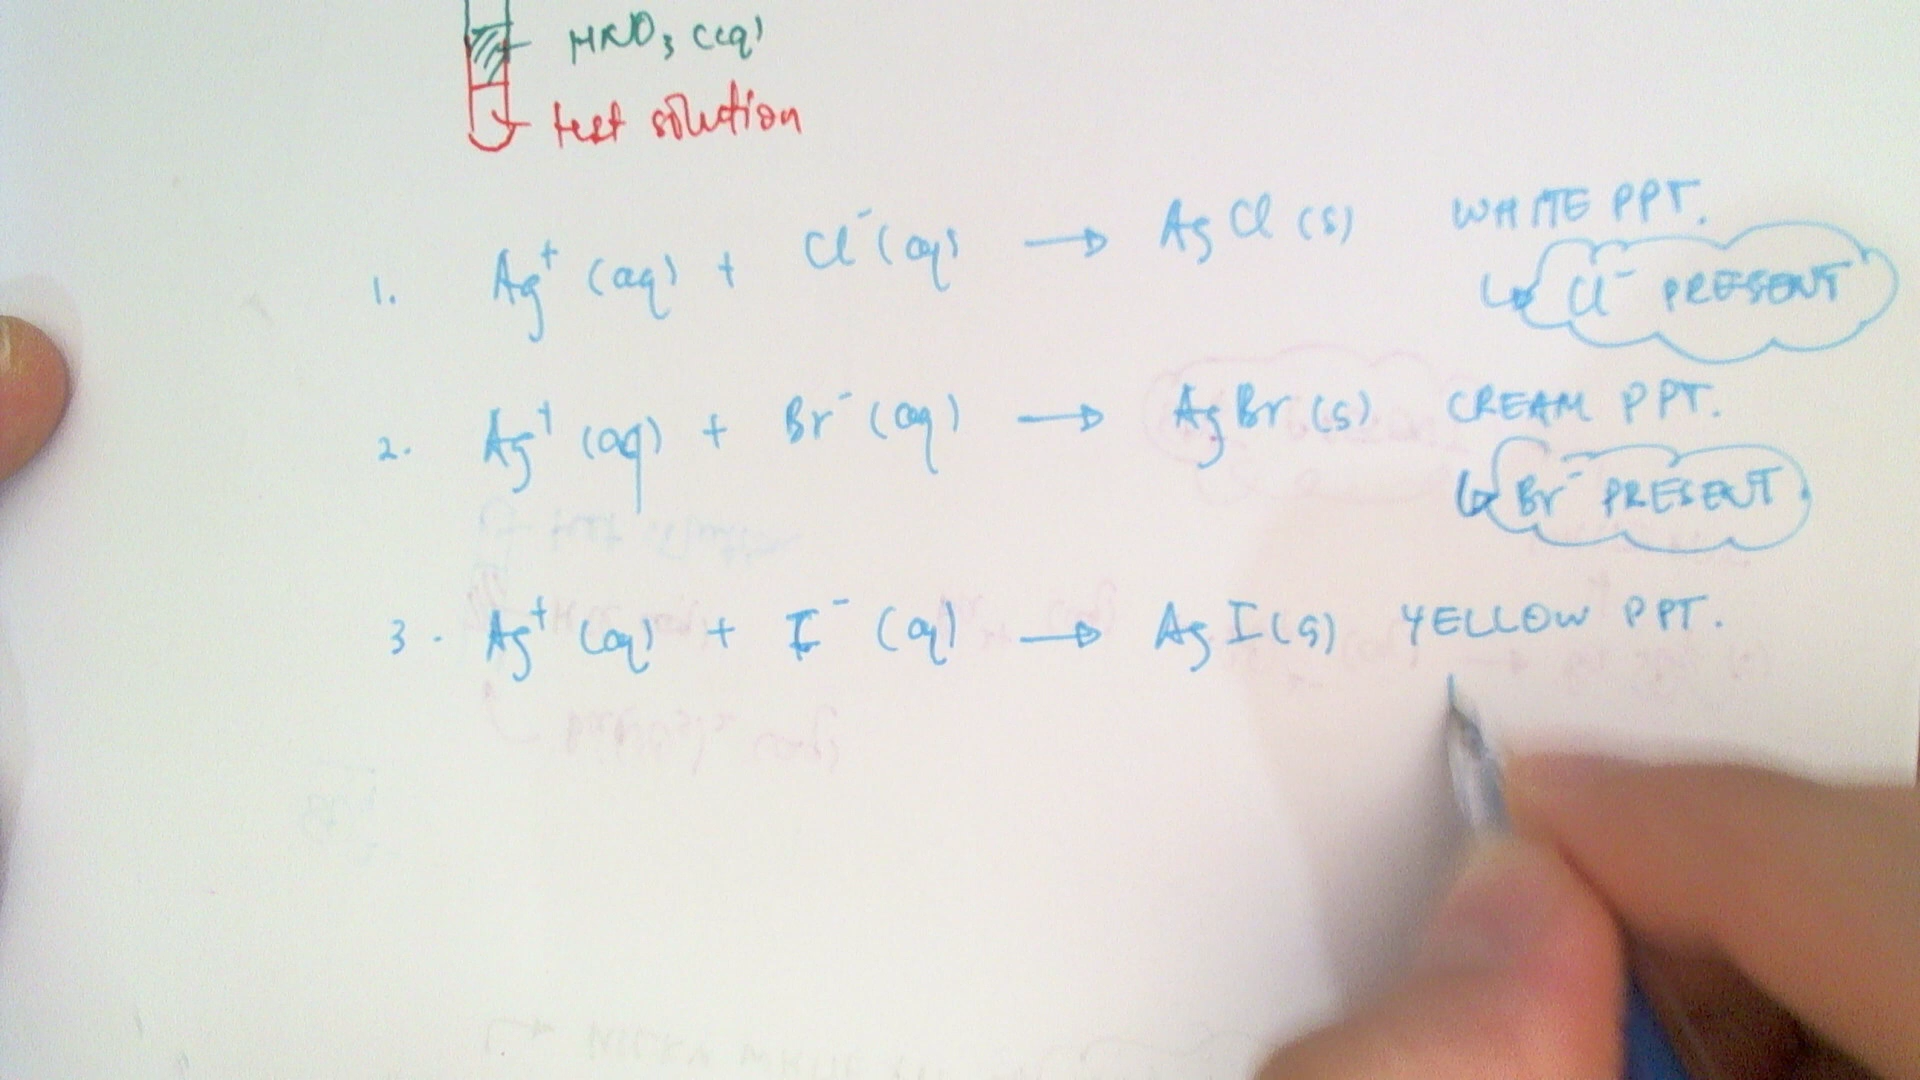 HNO₃ (aq)
test solution
1. Ag⁺ (aq) + Cl⁻ (aq) → AgCl (s) WHITE PPT.
↳ Cl⁻ PRESENT
2. Ag⁺ (aq) + Br⁻ (aq) → AgBr (s) CREAM PPT.
↳ Br⁻ PRESENT
3. Ag⁺ (aq) + I⁻ (aq) → AgI (s) YELLOW PPT.